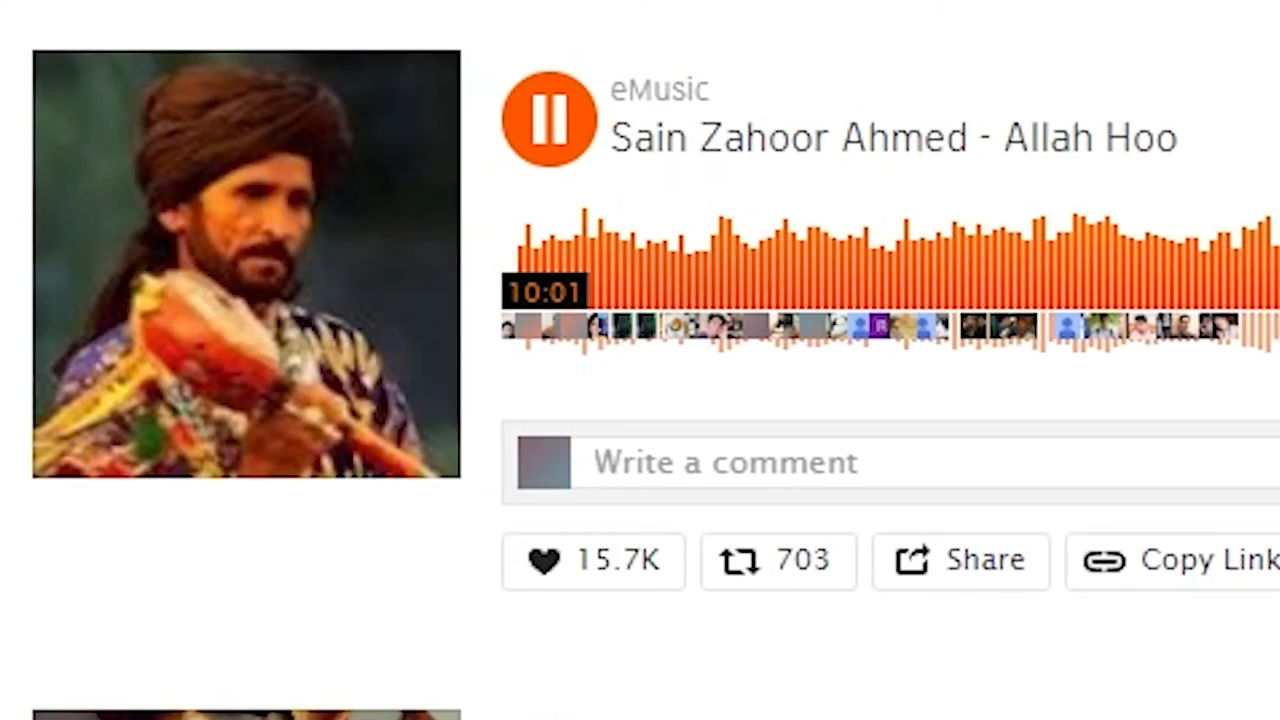 eMusic
Sain Zahoor Ahmed - Allah Hoo
10:01
R
Write a comment
15.7K
703
Share
Copy Link